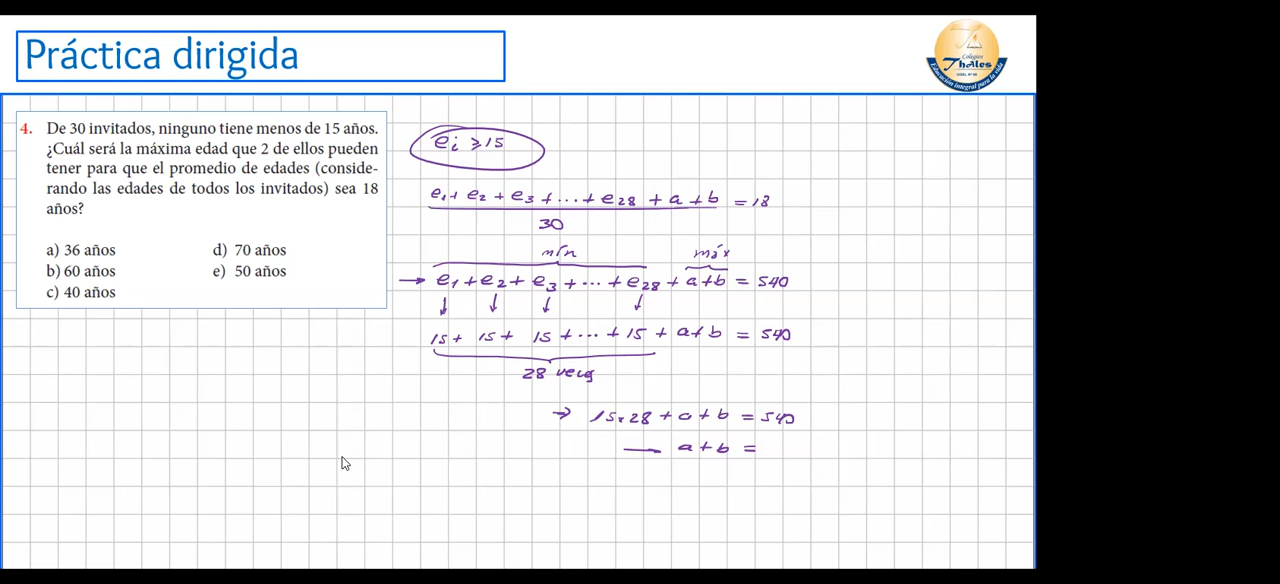 Práctica dirigida
Colegios
Thales
Educación integral para la vida
4. De 30 invitados, ninguno tiene menos de 15 años.
¿Cuál será la máxima edad que 2 de ellos pueden
tener para que el promedio de edades (conside-
rando las edades de todos los invitados) sea 18
años?
a) 36 años
b) 60 años
c) 40 años
d) 70 años
e) 50 años
eᵢ ≥ 15
e₁ + e₂ + e₃ + ... + e₂₈ + a + b = 18
30
mín máx
→ e₁ + e₂ + e₃ + ... + e₂₈ + a + b = 540
↓ ↓ ↓ ↓
15 + 15 + 15 + ... + 15 + a + b = 540
28 veces
→ 15 × 28 + a + b = 540
a + b =